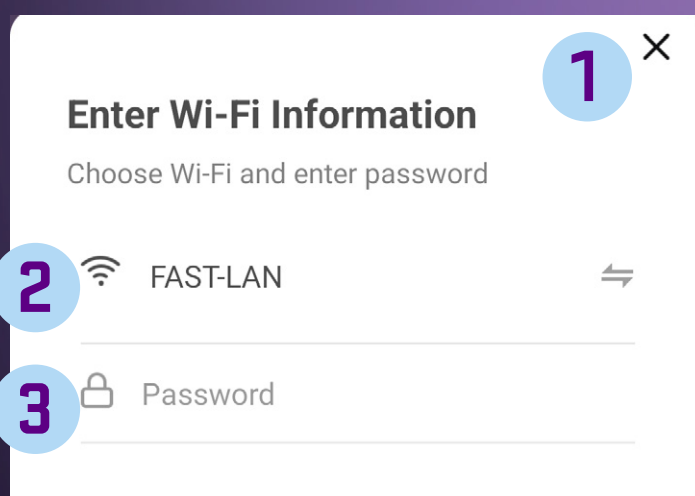 1
Enter Wi-Fi Information
Choose Wi-Fi and enter password
2 FAST-LAN
3 Password